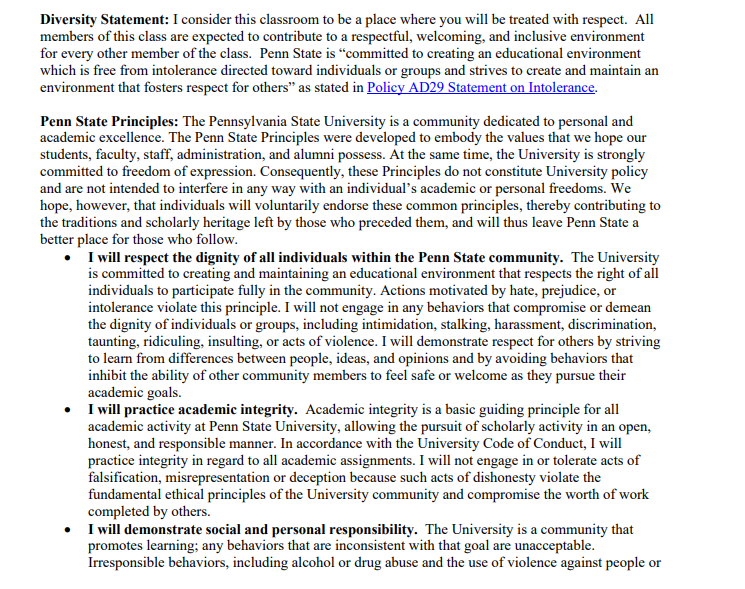 Diversity Statement: I consider this classroom to be a place where you will be treated with respect.  All
members of this class are expected to contribute to a respectful, welcoming, and inclusive environment
for every other member of the class.  Penn State is “committed to creating an educational environment
which is free from intolerance directed toward individuals or groups and strives to create and maintain an
environment that fosters respect for others” as stated in Policy AD29 Statement on Intolerance.
Penn State Principles: The Pennsylvania State University is a community dedicated to personal and
academic excellence. The Penn State Principles were developed to embody the values that we hope our
students, faculty, staff, administration, and alumni possess. At the same time, the University is strongly
committed to freedom of expression. Consequently, these Principles do not constitute University policy
and are not intended to interfere in any way with an individual’s academic or personal freedoms. We
hope, however, that individuals will voluntarily endorse these common principles, thereby contributing to
the traditions and scholarly heritage left by those who preceded them, and will thus leave Penn State a
better place for those who follow.
• I will respect the dignity of all individuals within the Penn State community.  The University
is committed to creating and maintaining an educational environment that respects the right of all
individuals to participate fully in the community. Actions motivated by hate, prejudice, or
intolerance violate this principle. I will not engage in any behaviors that compromise or demean
the dignity of individuals or groups, including intimidation, stalking, harassment, discrimination,
taunting, ridiculing, insulting, or acts of violence. I will demonstrate respect for others by striving
to learn from differences between people, ideas, and opinions and by avoiding behaviors that
inhibit the ability of other community members to feel safe or welcome as they pursue their
academic goals.
• I will practice academic integrity.  Academic integrity is a basic guiding principle for all
academic activity at Penn State University, allowing the pursuit of scholarly activity in an open,
honest, and responsible manner. In accordance with the University Code of Conduct, I will
practice integrity in regard to all academic assignments. I will not engage in or tolerate acts of
falsification, misrepresentation or deception because such acts of dishonesty violate the
fundamental ethical principles of the University community and compromise the worth of work
completed by others.
• I will demonstrate social and personal responsibility.  The University is a community that
promotes learning; any behaviors that are inconsistent with that goal are unacceptable.
Irresponsible behaviors, including alcohol or drug abuse and the use of violence against people or